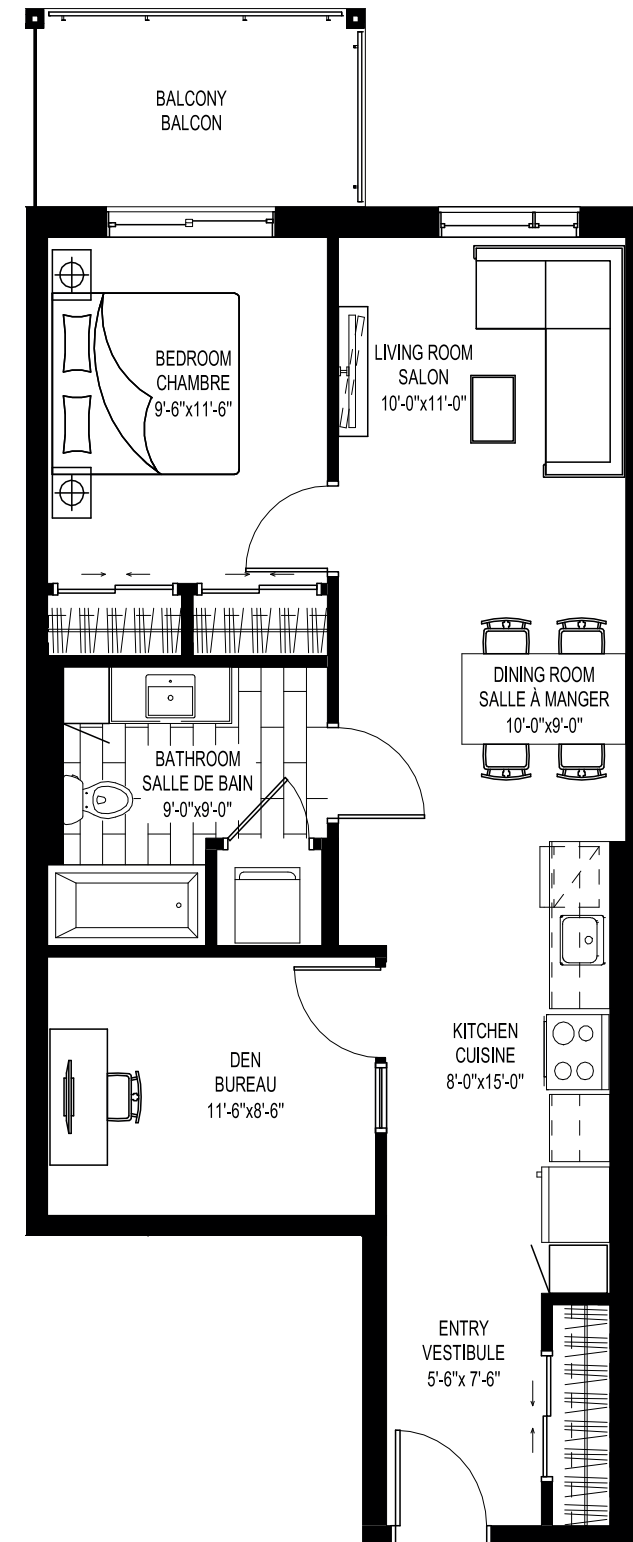 BALCONY
BALCON
BEDROOM
CHAMBRE
9'-6"x11'-6"
LIVING ROOM
SALON
10'-0"x11'-0"
DINING ROOM
SALLE À MANGER
10'-0"x9'-0"
BATHROOM
SALLE DE BAIN
9'-0"x9'-0"
KITCHEN
CUISINE
8'-0"x15'-0"
DEN
BUREAU
11'-6"x8'-6"
ENTRY
VESTIBULE
5'-6"x 7'-6"